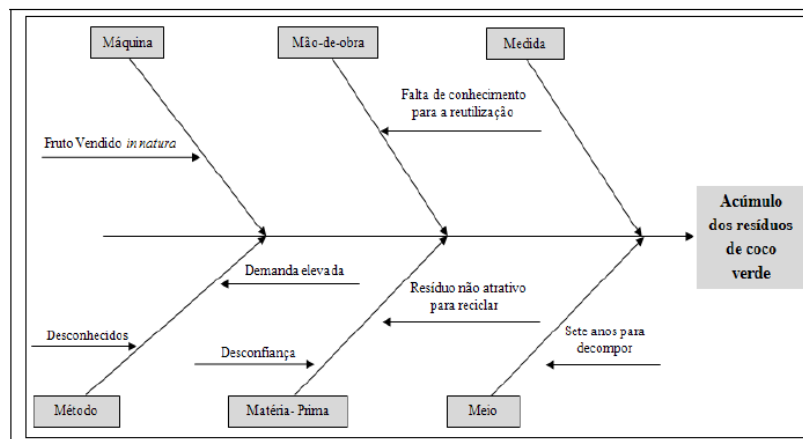 Máquina
Mão-de-obra
Medida
Falta de conhecimento
para a reutilização
Fruto Vendido in natura
Acúmulo
dos resíduos
de coco
verde
Demanda elevada
Resíduo não atrativo
para reciclar
Desconhecidos
Desconfiança
Sete anos para
decompor
Método
Matéria- Prima
Meio